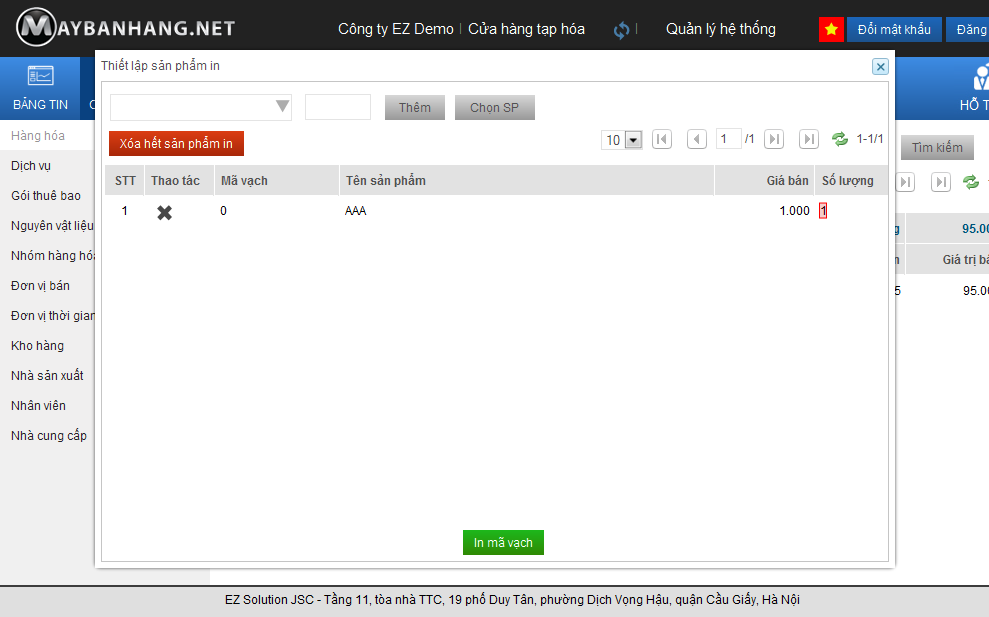 MAYBANHANG.NET
Công ty EZ Demo | Cửa hàng tạp hóa
Quản lý hệ thống
Đổi mật khẩu
Đăng
BẢNG TIN
HỖ T
Thiết lập sản phẩm in
Thêm
Chọn SP
Xóa hết sản phẩm in
10
1 /1
1-1/1
STT Thao tác Mã vạch Tên sản phẩm Giá bán Số lượng
1 0 AAA 1.000 1
In mã vạch
Hàng hóa
Dịch vụ
Gói thuê bao
Nguyên vật liệu
Nhóm hàng hóa
Đơn vị bán
Đơn vị thời gian
Kho hàng
Nhà sản xuất
Nhân viên
Nhà cung cấp
Tìm kiếm
g 95.00
n Giá trị bá
5 95.00
EZ Solution JSC - Tầng 11, tòa nhà TTC, 19 phố Duy Tân, phường Dịch Vọng Hậu, quận Cầu Giấy, Hà Nội